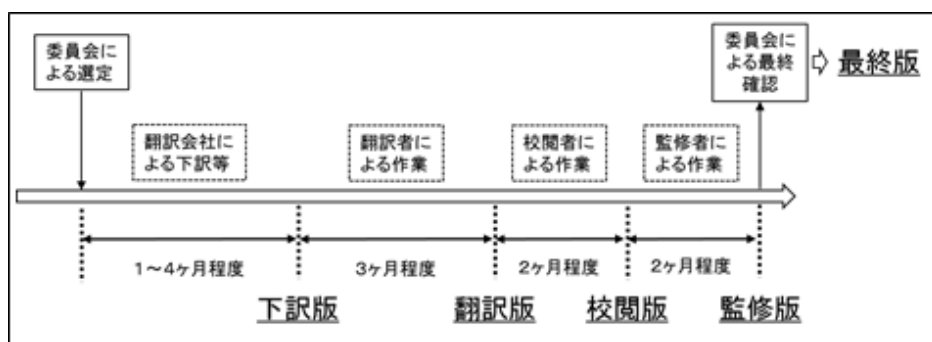 委員会に
よる選定
委員会に
よる最終
確認
最終版
翻訳会社に
よる下訳等
翻訳者に
よる作業
校閲者に
よる作業
監修者に
よる作業
1～4ヶ月程度
3ヶ月程度
2ヶ月程度
2ヶ月程度
下訳版
翻訳版
校閲版
監修版